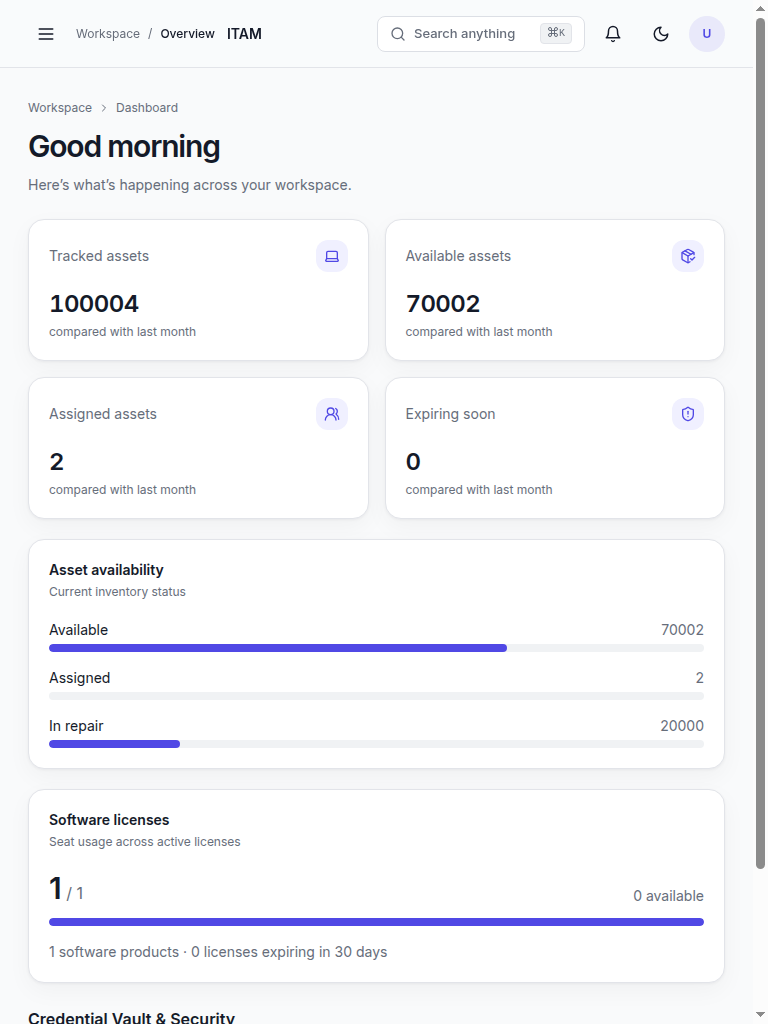 Workspace / Overview ITAM
Search anything ⌘K
U
Workspace > Dashboard
Good morning
Here’s what’s happening across your workspace.
Tracked assets
100004
compared with last month
Available assets
70002
compared with last month
Assigned assets
2
compared with last month
Expiring soon
0
compared with last month
Asset availability
Current inventory status
Available 70002
Assigned 2
In repair 20000
Software licenses
Seat usage across active licenses
1 / 1 0 available
1 software products · 0 licenses expiring in 30 days
Credential Vault & Security